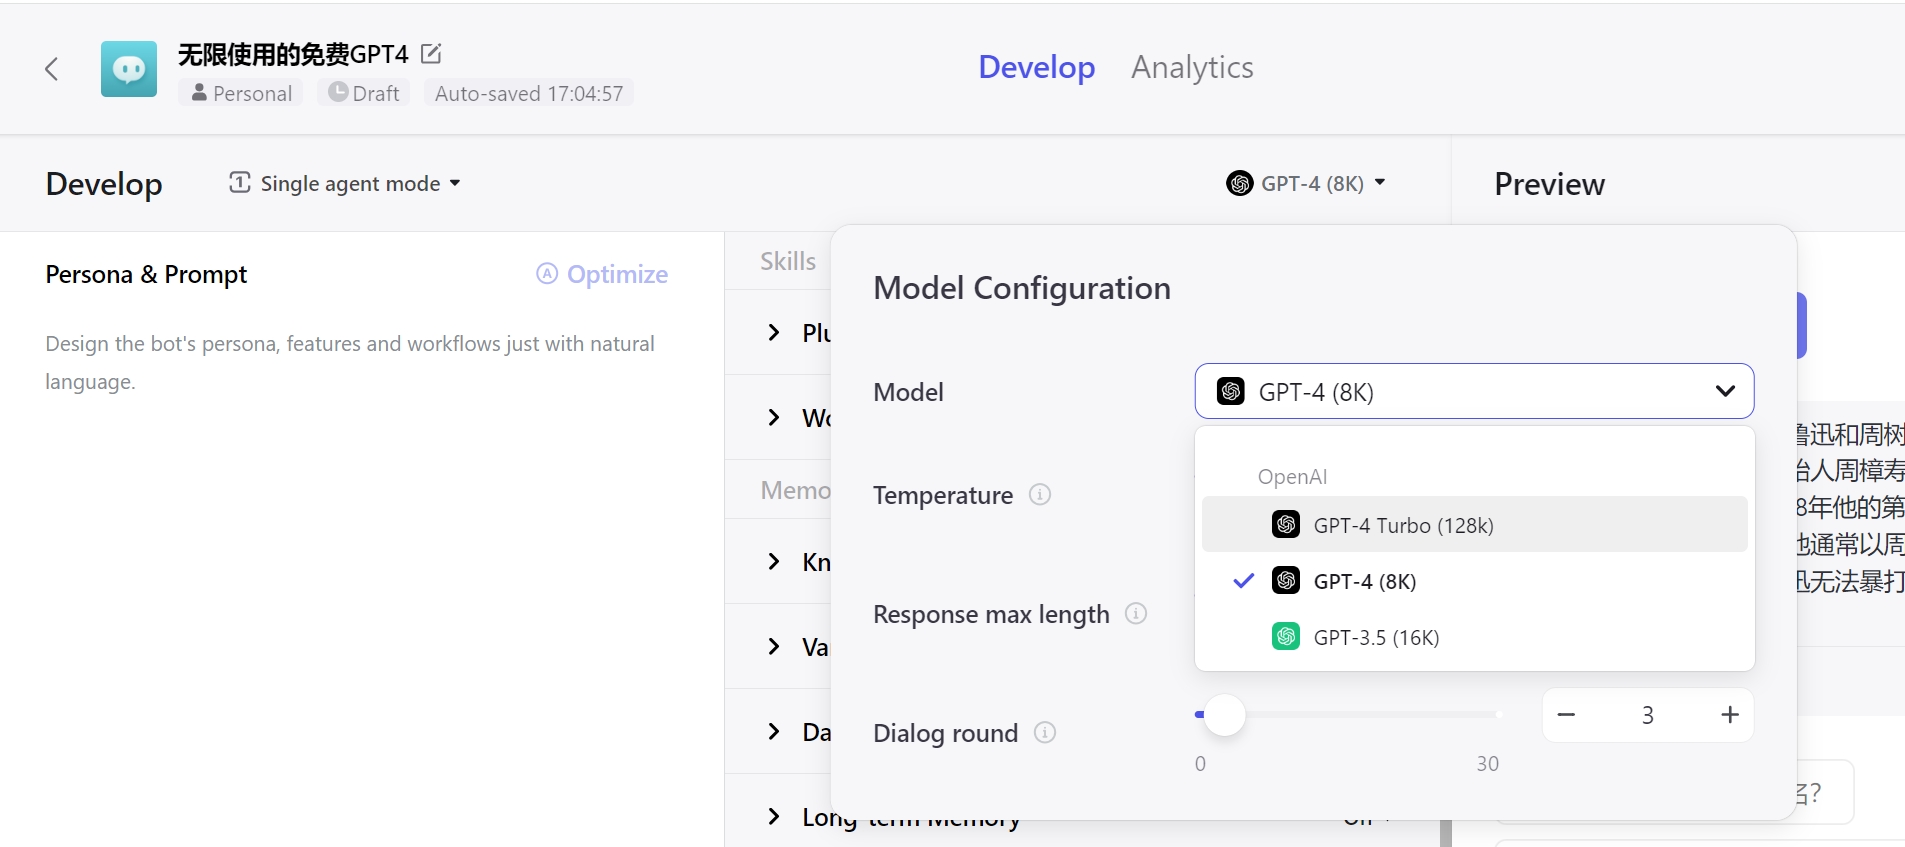 无限使用的免费GPT4
Personal
Draft
Auto-saved 17:04:57
Develop
Analytics
Develop
Single agent mode
GPT-4 (8K)
Preview
Persona & Prompt
Optimize
Design the bot's persona, features and workflows just with natural
language.
Skills
Plu
Wo
Memo
Kn
Va
Da
Long-term Memory
Model Configuration
Model
GPT-4 (8K)
OpenAI
GPT-4 Turbo (128k)
GPT-4 (8K)
GPT-3.5 (16K)
Temperature
Response max length
Dialog round
3
0
30
鲁迅和周树
始人周樟寿
8年他的第
他通常以周
迅无法暴打
名?